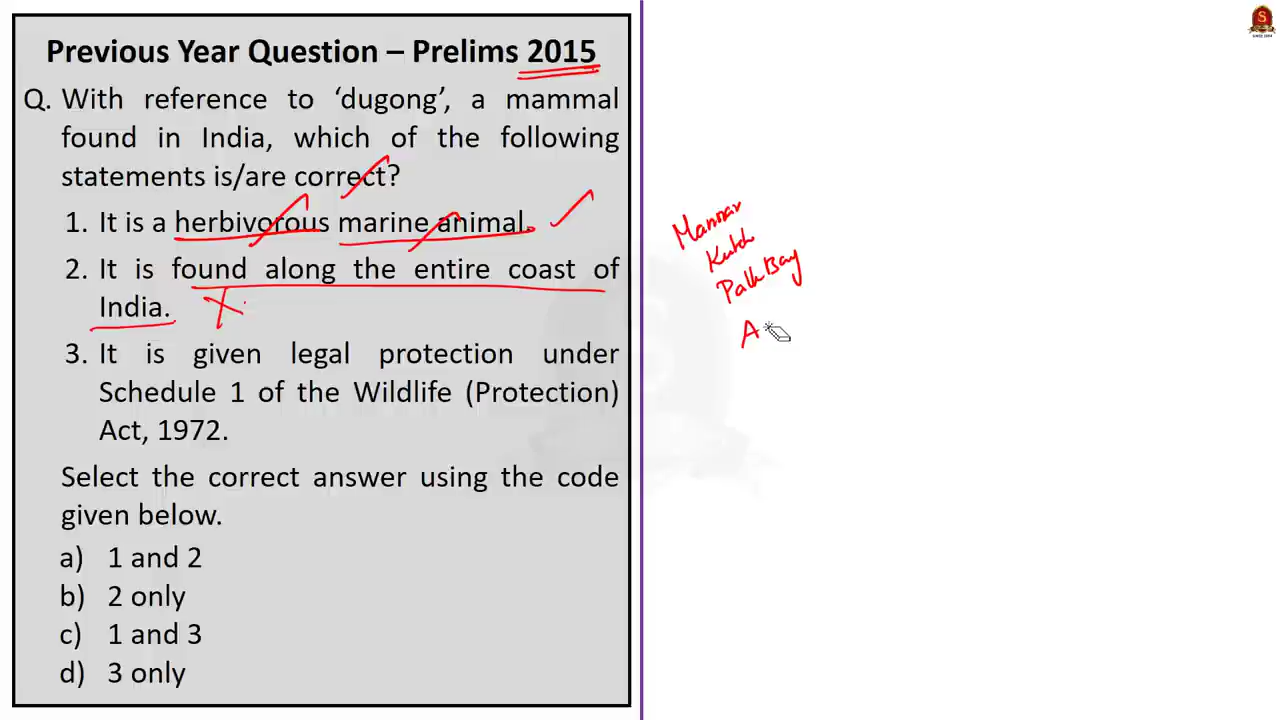 Previous Year Question – Prelims 2015
Q. With reference to ‘dugong’, a mammal
found in India, which of the following
statements is/are correct?
1. It is a herbivorous marine animal.
2. It is found along the entire coast of
India.
3. It is given legal protection under
Schedule 1 of the Wildlife (Protection)
Act, 1972.
Select the correct answer using the code
given below.
a) 1 and 2
b) 2 only
c) 1 and 3
d) 3 only
Mannar
Kutch
Palk Bay
A
S